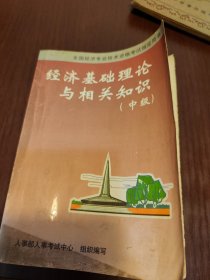 全国经济专业技术资格考试
经济基础理论
与相关知识
(中级)
人事部人事考试中心 组织编写